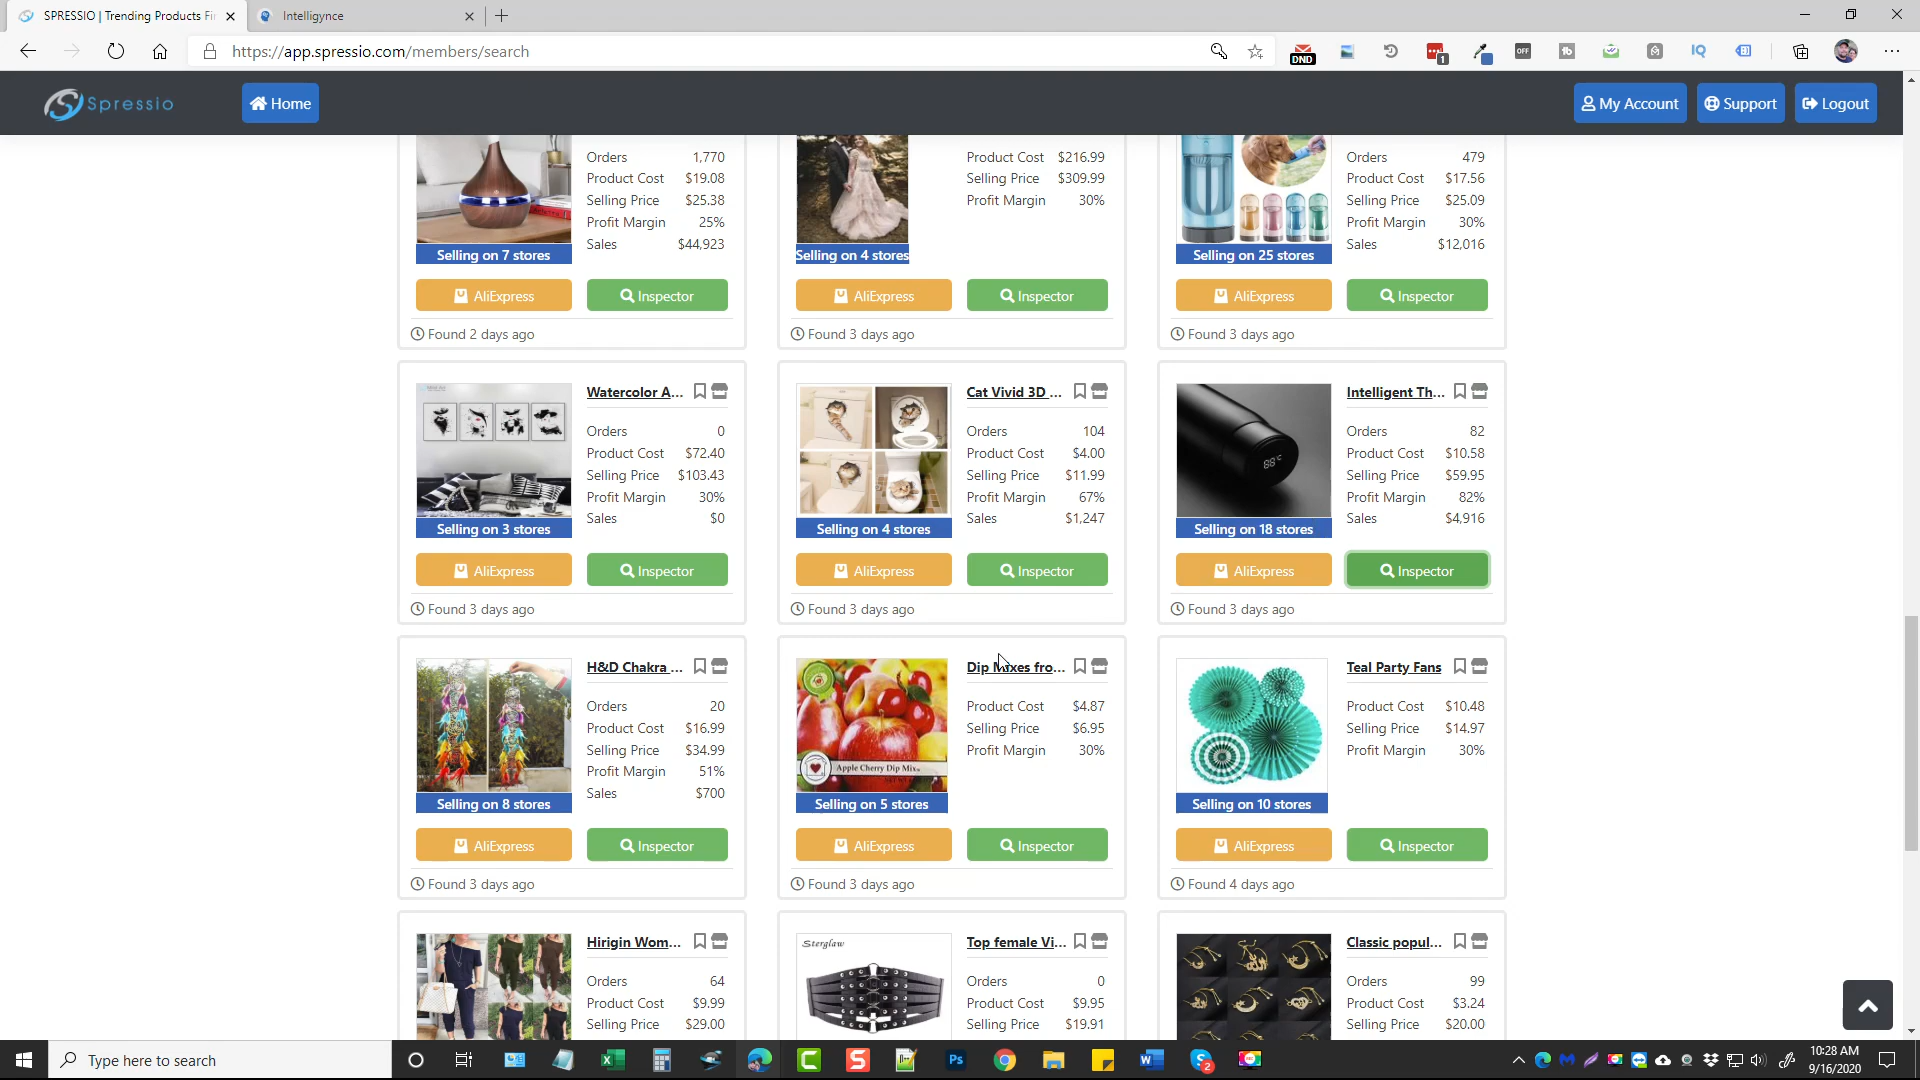 SPRESSIO | Trending Products Fi
Intelligynce
https://app.spressio.com/members/search
DND
OFF
1
IQ
Spressio
Home
My Account
Support
Logout
Orders 1,770
Product Cost $19.08
Selling Price $25.38
Profit Margin 25%
Sales $44,923
Selling on 7 stores
AliExpress
Inspector
Found 2 days ago
Product Cost $216.99
Selling Price $309.99
Profit Margin 30%
Selling on 4 stores
AliExpress
Inspector
Found 3 days ago
Orders 479
Product Cost $17.56
Selling Price $25.09
Profit Margin 30%
Sales $12,016
Selling on 25 stores
AliExpress
Inspector
Found 3 days ago
Watercolor A...
Orders 0
Product Cost $72.40
Selling Price $103.43
Profit Margin 30%
Sales $0
Selling on 3 stores
AliExpress
Inspector
Found 3 days ago
Cat Vivid 3D ...
Orders 104
Product Cost $4.00
Selling Price $11.99
Profit Margin 67%
Sales $1,247
Selling on 4 stores
AliExpress
Inspector
Found 3 days ago
Intelligent Th...
Orders 82
Product Cost $10.58
Selling Price $59.95
Profit Margin 82%
Sales $4,916
88°C
Selling on 18 stores
AliExpress
Inspector
Found 3 days ago
H&D Chakra ...
Orders 20
Product Cost $16.99
Selling Price $34.99
Profit Margin 51%
Sales $700
Selling on 8 stores
AliExpress
Inspector
Found 3 days ago
Dip Mixes fro...
Product Cost $4.87
Selling Price $6.95
Profit Margin 30%
Apple Cherry Dip Mix
Selling on 5 stores
AliExpress
Inspector
Found 3 days ago
Teal Party Fans
Product Cost $10.48
Selling Price $14.97
Profit Margin 30%
Selling on 10 stores
AliExpress
Inspector
Found 4 days ago
Hirigin Wom...
Orders 64
Product Cost $9.99
Selling Price $29.00
Sterglaw
Top female Vi...
Orders 0
Product Cost $9.95
Selling Price $19.91
Classic popul...
Orders 99
Product Cost $3.24
Selling Price $20.00
Type here to search
10:28 AM
9/16/2020